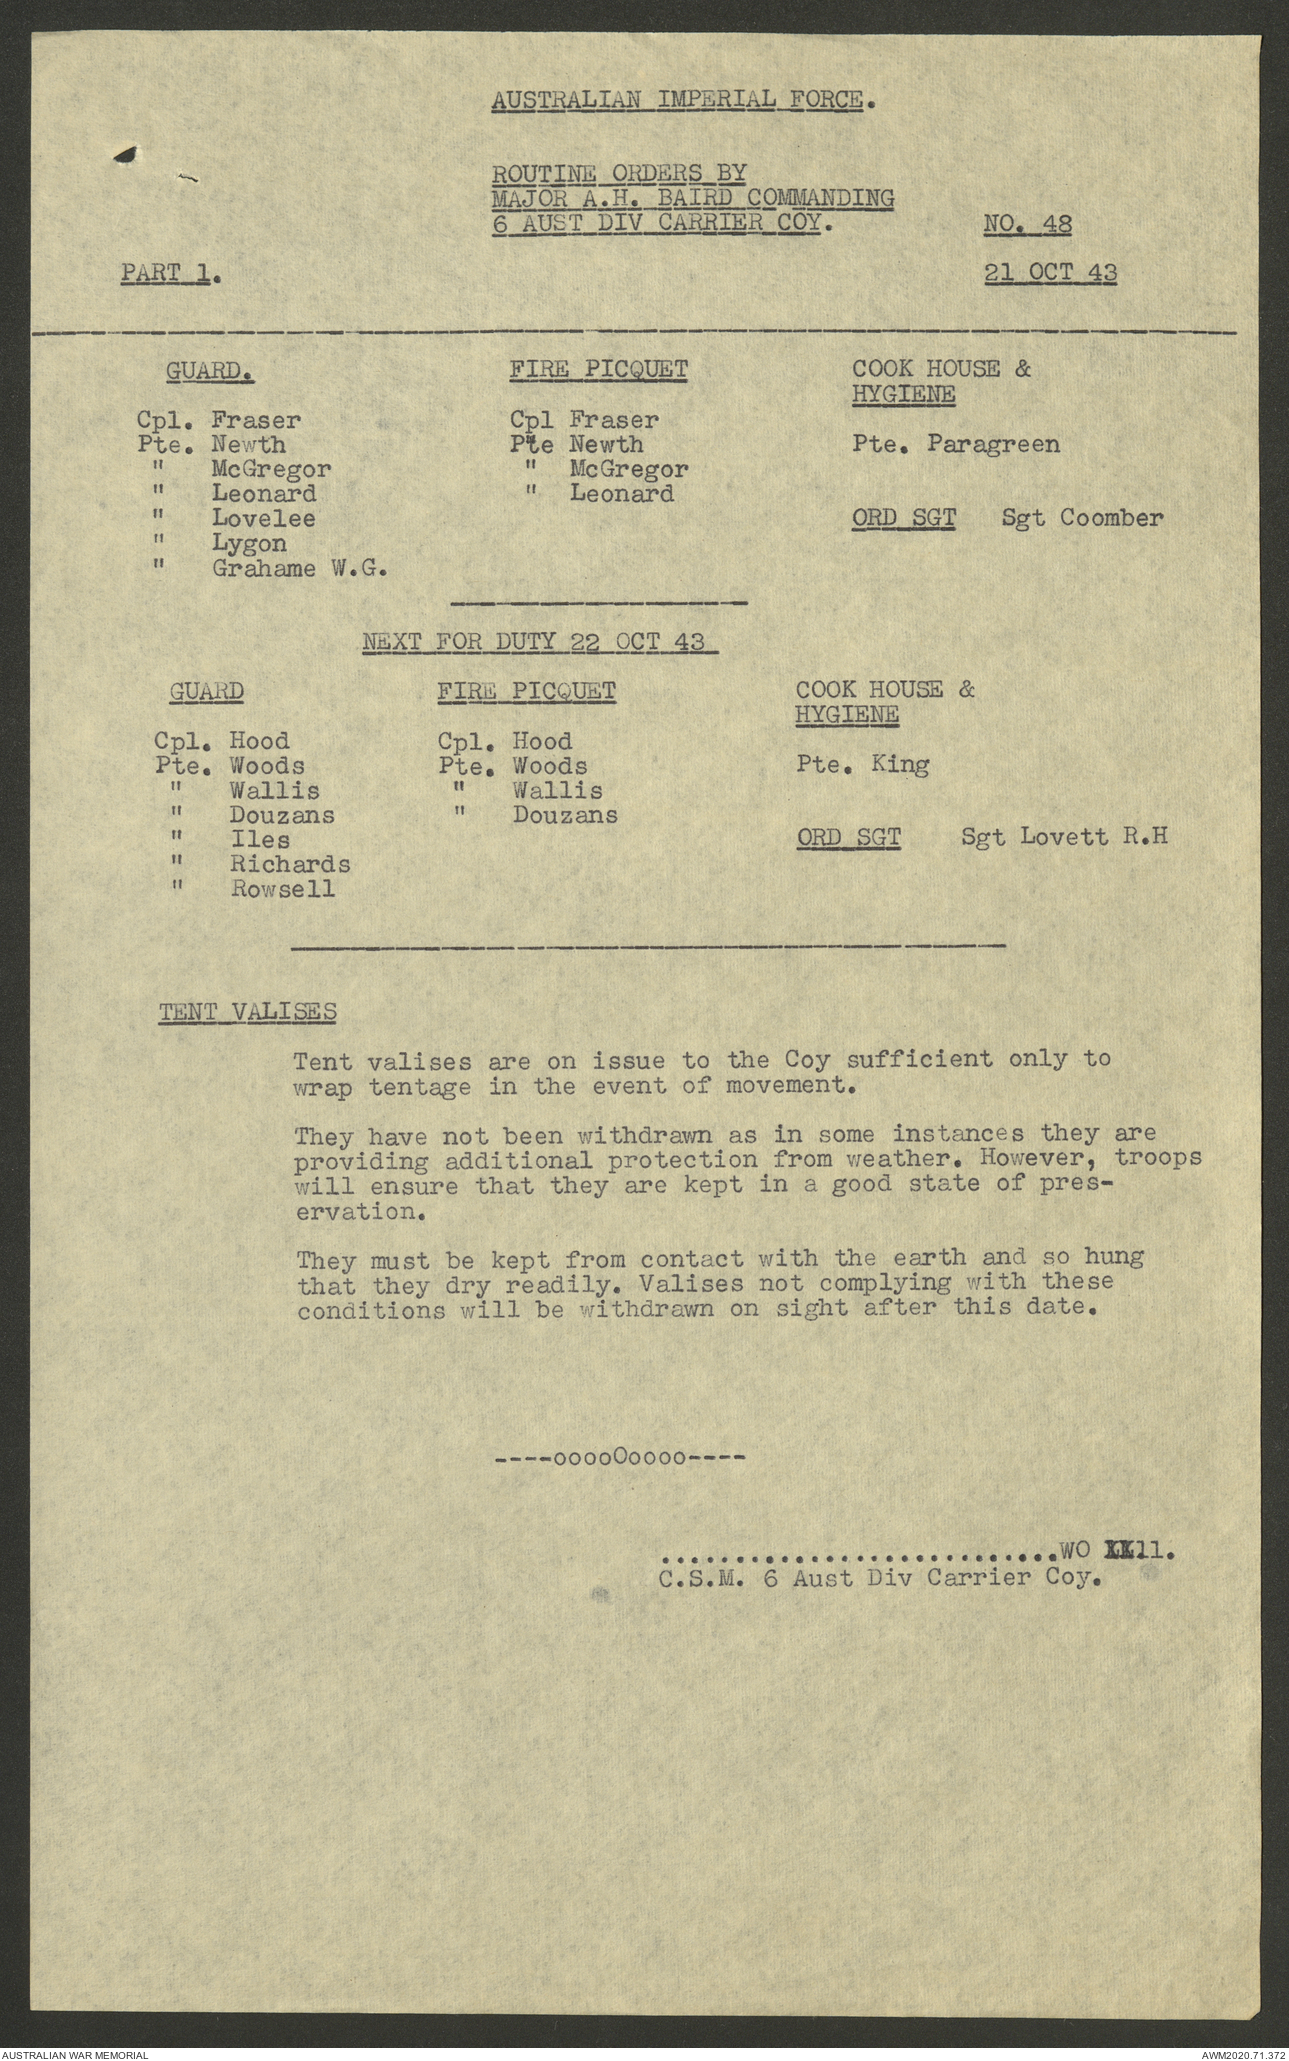 AUSTRALIAN IMPERIAL FORCE.
ROUTINE ORDERS BY
MAJOR A.H. BAIRD COMMANDING
6 AUST DIV CARRIER COY. NO. 48
PART 1. 21 OCT 43
GUARD. FIRE PICQUET COOK HOUSE &
HYGIENE
Cpl. Fraser Cpl Fraser
Pte. Newth Pte Newth Pte. Paragreen
" McGregor " McGregor
" Leonard " Leonard
" Lovelee ORD SGT Sgt Coomber
" Lygon
" Grahame W.G.
NEXT FOR DUTY 22 OCT 43
GUARD FIRE PICQUET COOK HOUSE &
HYGIENE
Cpl. Hood Cpl. Hood
Pte. Woods Pte. Woods Pte. King
" Wallis " Wallis
" Douzans " Douzans
" Iles ORD SGT Sgt Lovett R.H
" Richards
" Rowsell
TENT VALISES
Tent valises are on issue to the Coy sufficient only to
wrap tentage in the event of movement.
They have not been withdrawn as in some instances they are
providing additional protection from weather. However, troops
will ensure that they are kept in a good state of pres-
ervation.
They must be kept from contact with the earth and so hung
that they dry readily. Valises not complying with these
conditions will be withdrawn on sight after this date.
----ooooOoooo----
...........................WO 11.
C.S.M. 6 Aust Div Carrier Coy.
AUSTRALIAN WAR MEMORIAL AWM2020.71.372